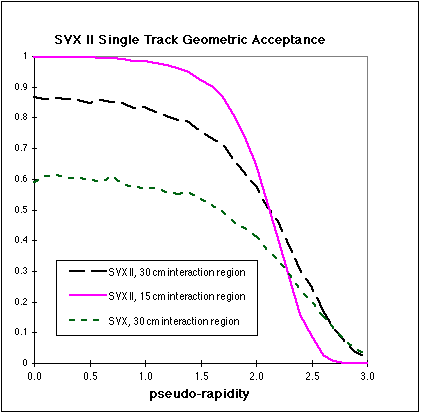 SVX II Single Track Geometric Acceptance
1
0.9
0.8
0.7
0.6
0.5
0.4
0.3
0.2
0.1
0
SVX II, 30 cm interaction region
SVX II, 15 cm interaction region
SVX, 30 cm interaction region
0.0 0.5 1.0 1.5 2.0 2.5 3.0
pseudo-rapidity